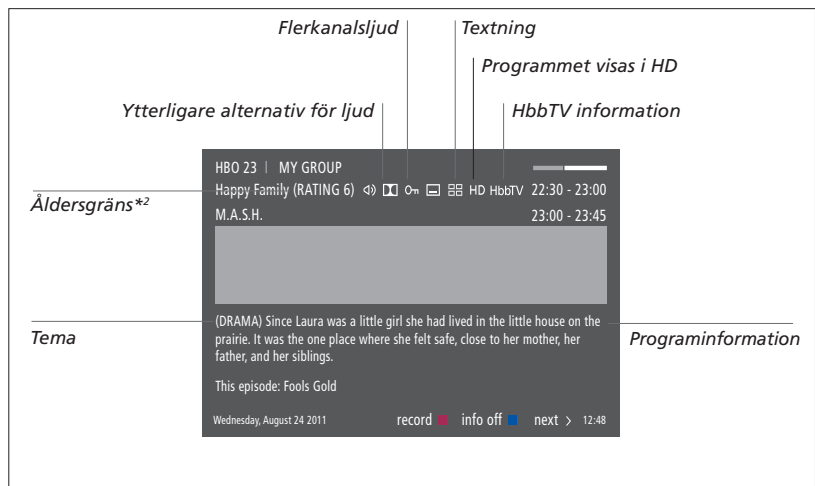 Flerkanalsljud
Textning
Programmet visas i HD
Ytterligare alternativ för ljud
HbbTV information
HBO 23 | MY GROUP
Happy Family (RATING 6) HD HbbTV 22:30 - 23:00
Åldersgräns*2
M.A.S.H. 23:00 - 23:45
(DRAMA) Since Laura was a little girl she had lived in the little house on the
Tema
prairie. It was the one place where she felt safe, close to her mother, her
Programinformation
father, and her siblings.
This episode: Fools Gold
Wednesday, August 24 2011 record info off next > 12:48